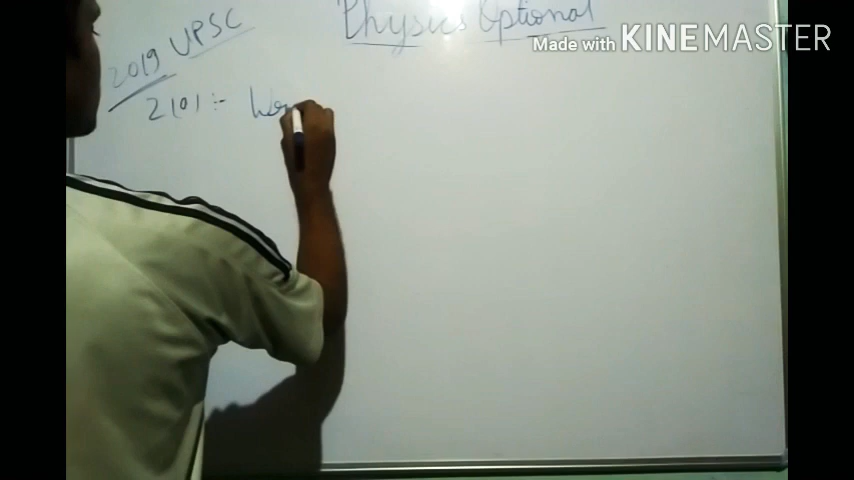 Physics Optional
Made with KINEMASTER
2019 UPSC
2(a) :-